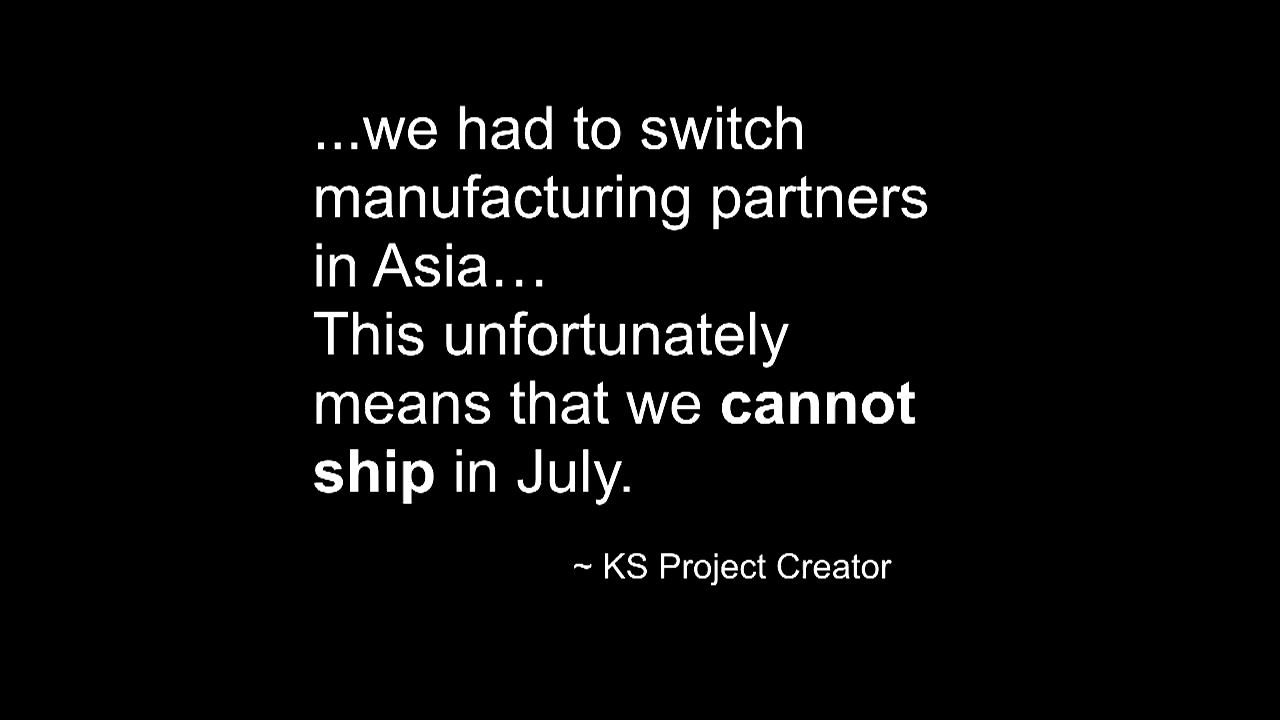 ...we had to switch
manufacturing partners
in Asia…
This unfortunately
means that we cannot
ship in July.
~ KS Project Creator